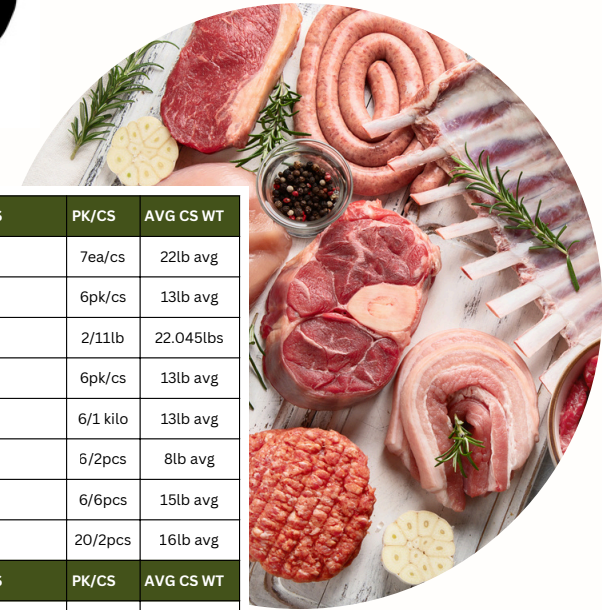 S PK/CS AVG CS WT
7ea/cs 22lb avg
6pk/cs 13lb avg
2/11lb 22.045lbs
6pk/cs 13lb avg
6/1 kilo 13lb avg
6/2pcs 8lb avg
6/6pcs 15lb avg
20/2pcs 16lb avg
S PK/CS AVG CS WT